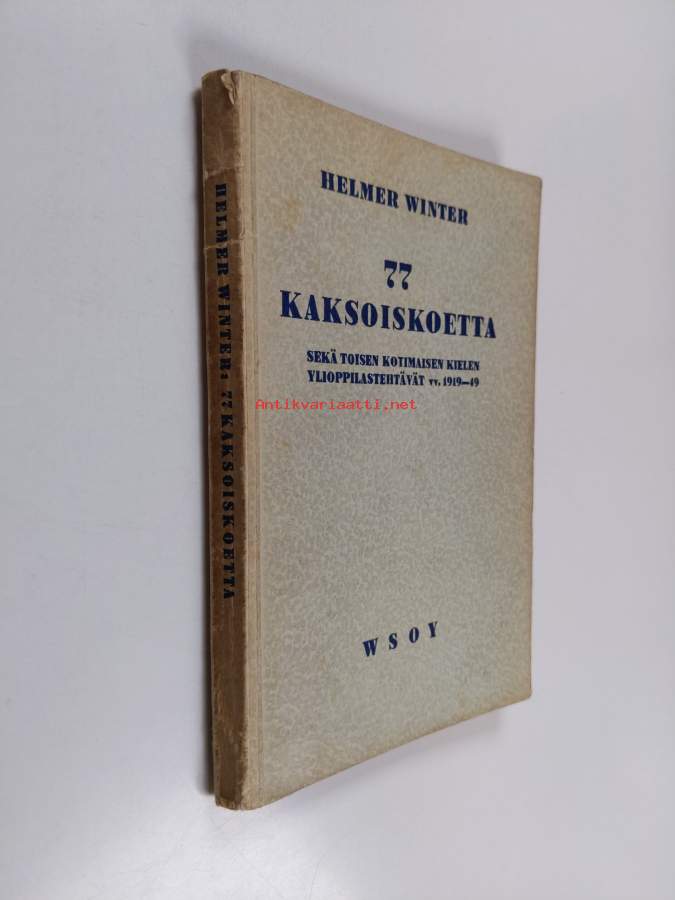 HELMER WINTER: 77 KAKSOISKOETTA
HELMER WINTER
77
KAKSOISKOETTA
SEKÄ TOISEN KOTIMAISEN KIELEN
YLIOPPILASTEHTÄVÄT vv. 1919—49
Antikvariaatti.net
WSOY